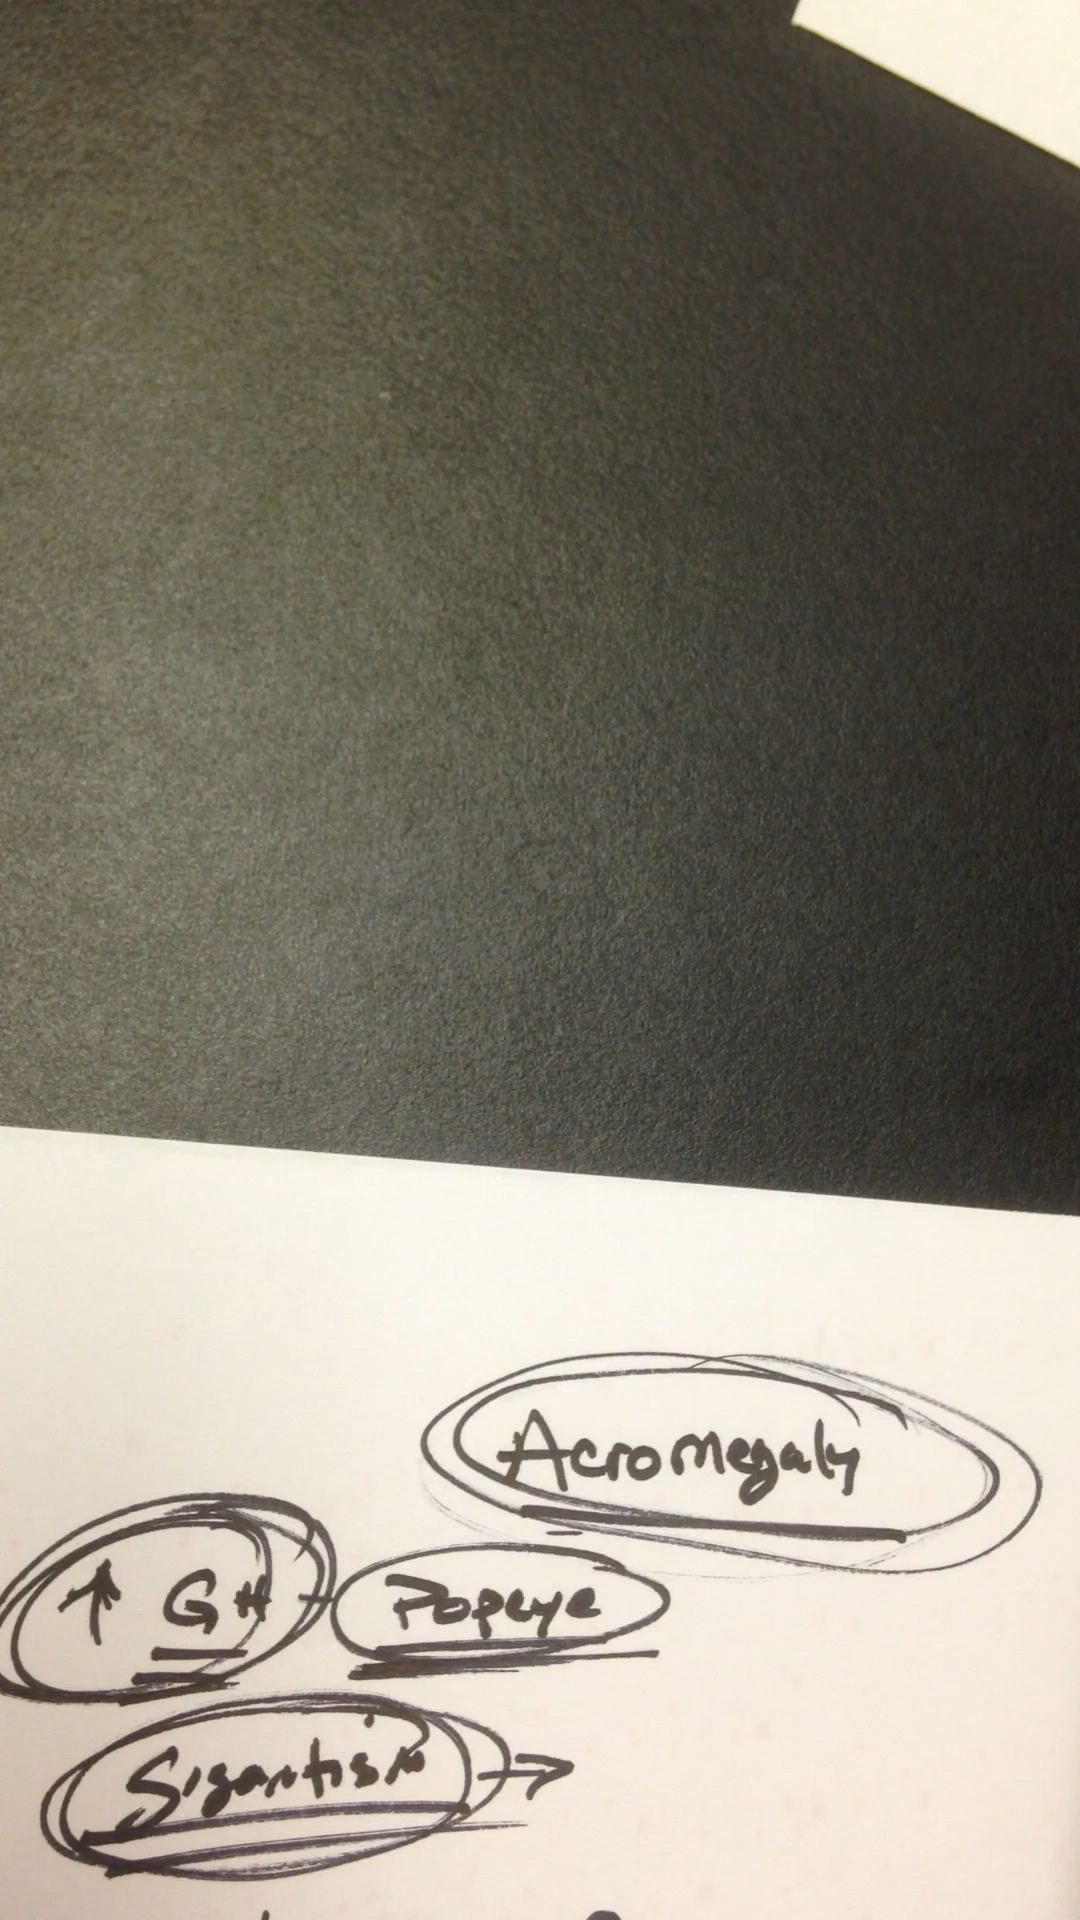 Acromegaly
↑ GH Popeye
Gigantism →